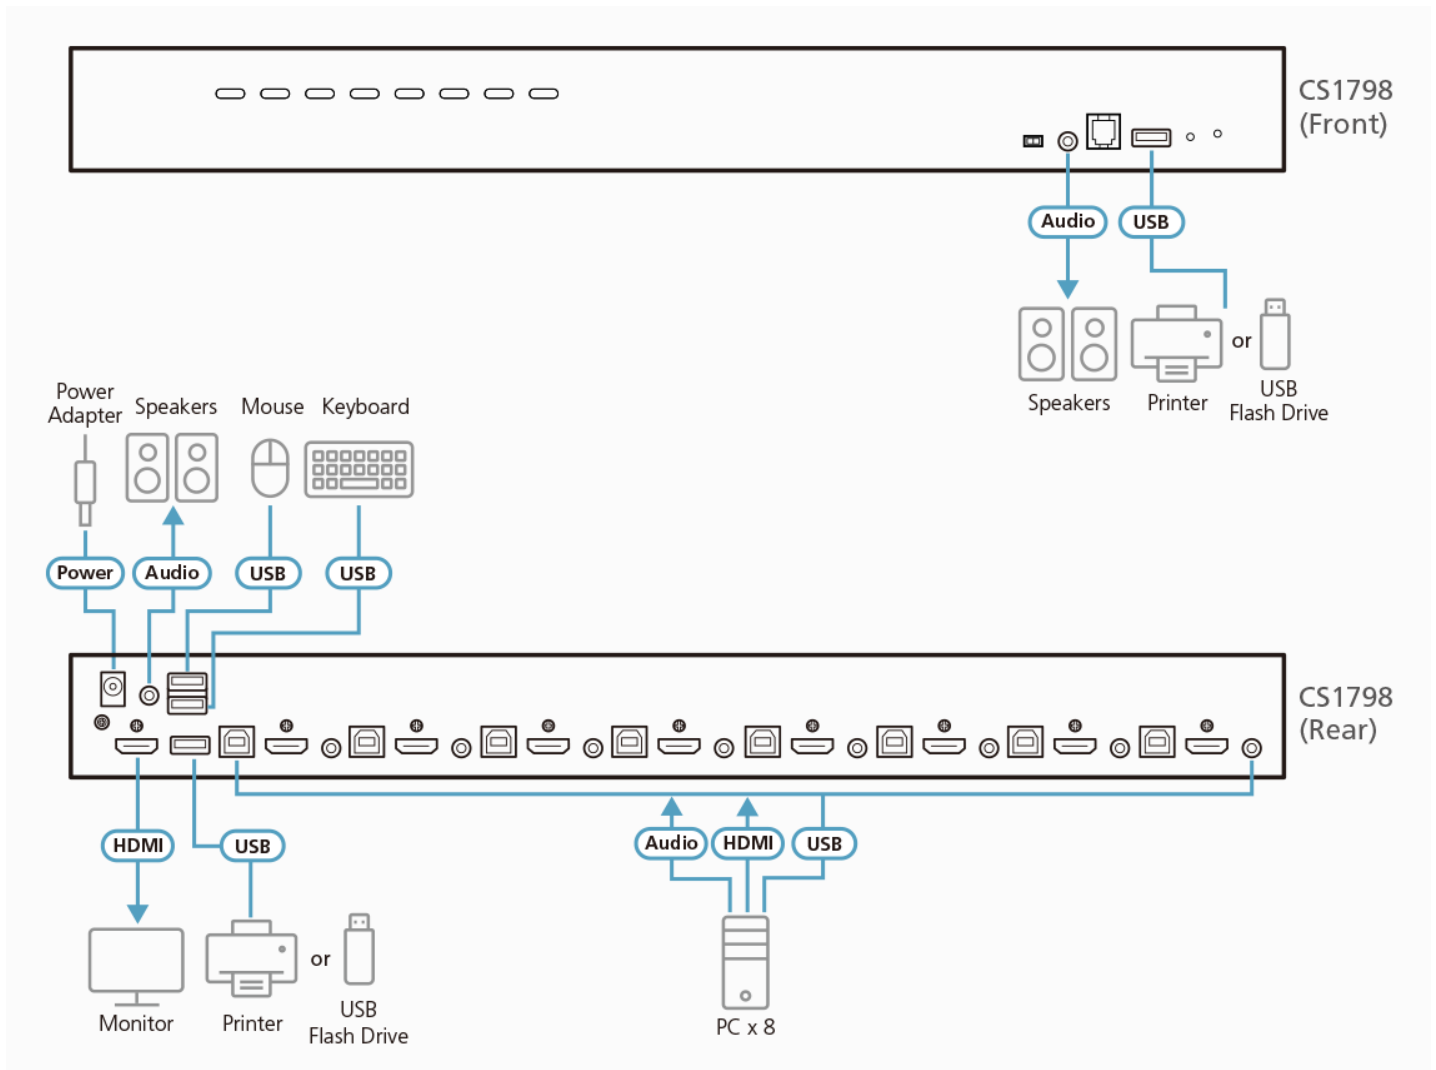 CS1798
(Front)
Audio
USB
Speakers
Printer
or
USB
Flash Drive
Power
Adapter
Speakers
Mouse
Keyboard
Power
Audio
USB
USB
CS1798
(Rear)
HDMI
USB
Audio
HDMI
USB
Monitor
Printer
or
USB
Flash Drive
PC x 8